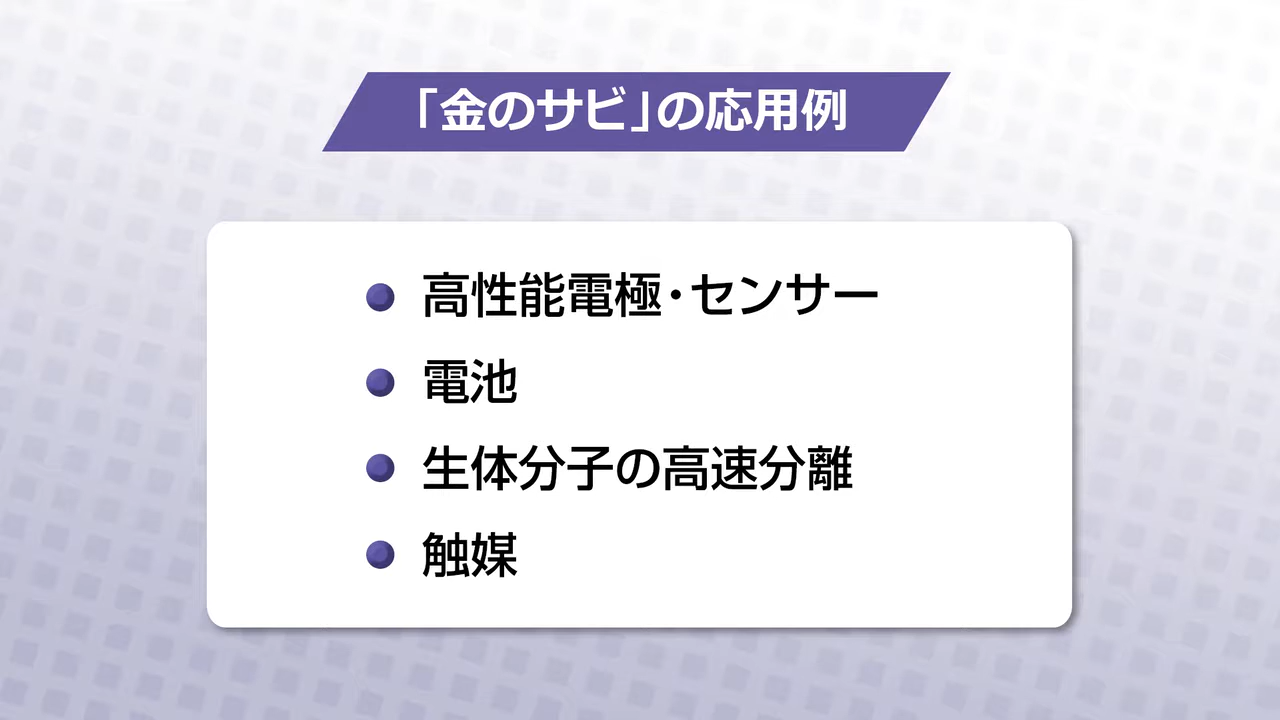 「金のサビ」の応用例
高性能電極・センサー
電池
生体分子の高速分離
触媒